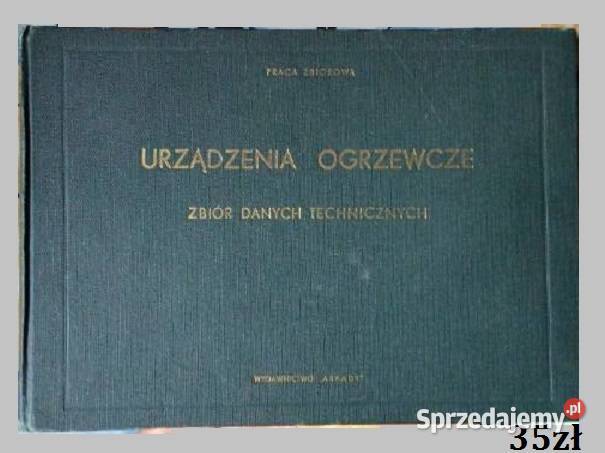 PRACA ZBIOROWA
URZĄDZENIA OGRZEWCZE
ZBIÓR DANYCH TECHNICZNYCH
WYDAWNICTWO „ARKADY"
Sprzedajemy.pl
35zł